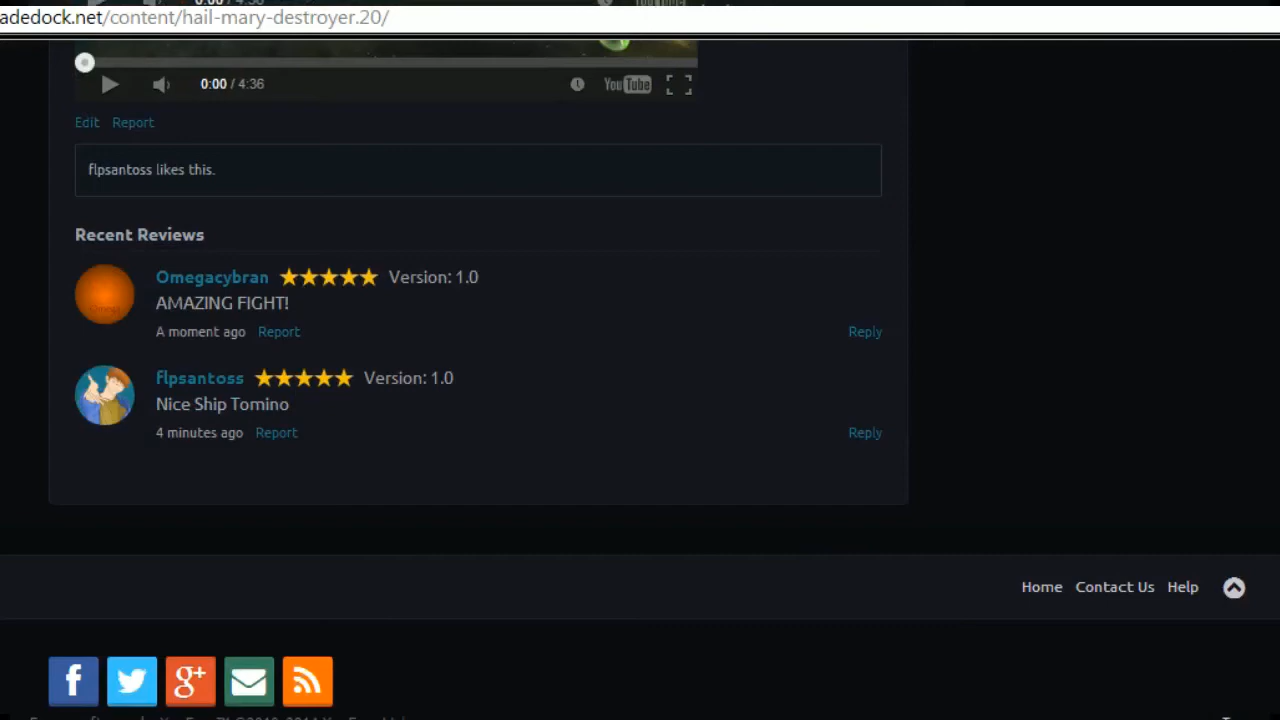 adedock.net/content/hail-mary-destroyer.20/
0:00 / 4:36
YouTube
Edit Report
flpsantoss likes this.
Recent Reviews
Omegacybran ★★★★★ Version: 1.0
AMAZING FIGHT!
A moment ago Report Reply
flpsantoss ★★★★★ Version: 1.0
Nice Ship Tomino
4 minutes ago Report Reply
Home Contact Us Help
f
g+